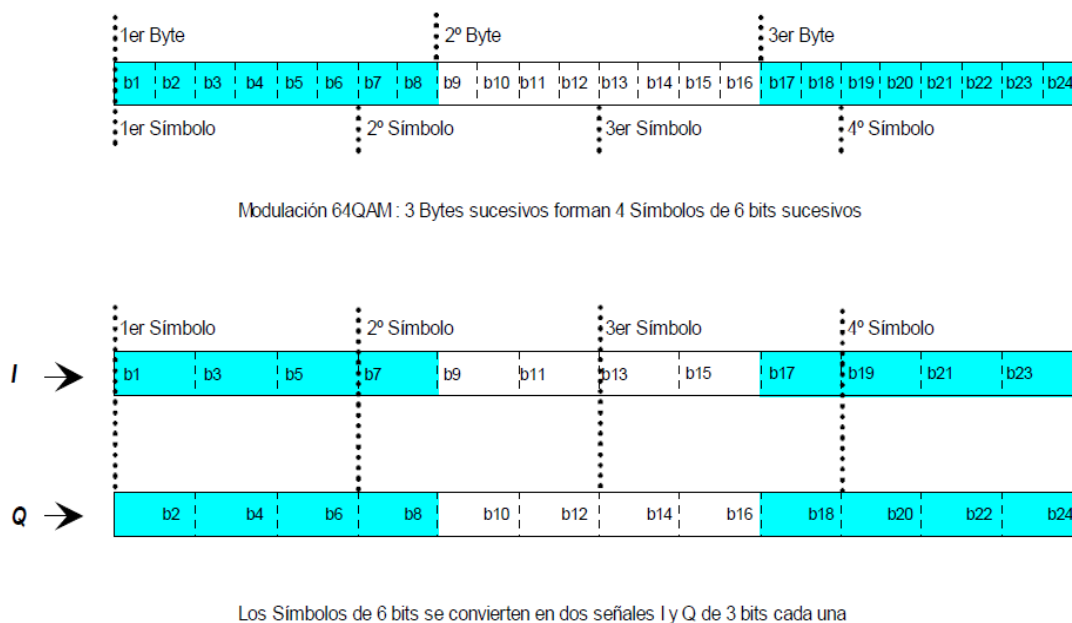 1er Byte 2º Byte 3er Byte
b1 b2 b3 b4 b5 b6 b7 b8 b9 b10 b11 b12 b13 b14 b15 b16 b17 b18 b19 b20 b21 b22 b23 b24
1er Símbolo 2º Símbolo 3er Símbolo 4º Símbolo
Modulación 64QAM : 3 Bytes sucesivos forman 4 Símbolos de 6 bits sucesivos
1er Símbolo 2º Símbolo 3er Símbolo 4º Símbolo
I b1 b3 b5 b7 b9 b11 b13 b15 b17 b19 b21 b23
Q b2 b4 b6 b8 b10 b12 b14 b16 b18 b20 b22 b24
Los Símbolos de 6 bits se convierten en dos señales I y Q de 3 bits cada una